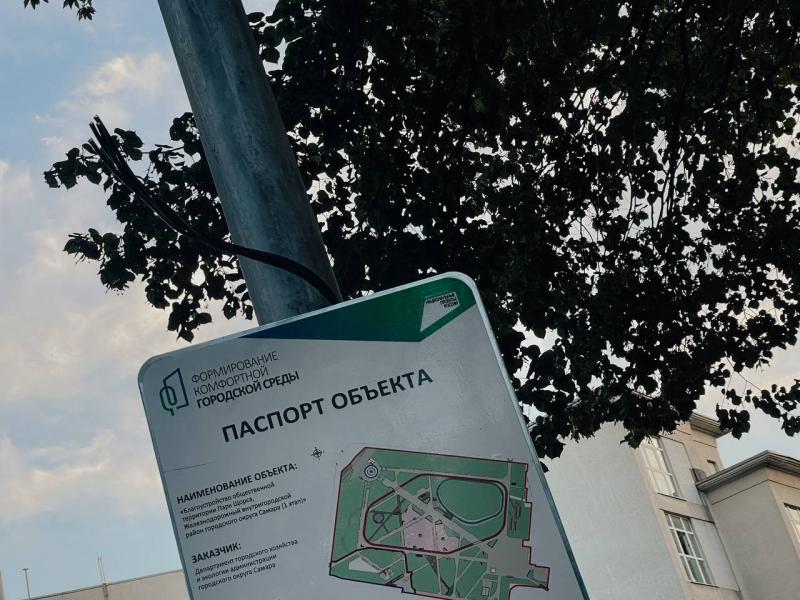 ФОРМИРОВАНИЕ
КОМФОРТНОЙ
ГОРОДСКОЙ СРЕДЫ
ПАСПОРТ ОБЪЕКТА
НАИМЕНОВАНИЕ ОБЪЕКТА:
«Благоустройство общественной
территории Парк Щорса,
Железнодорожный внутригородской
район городского округа Самара (1 этап)»
ЗАКАЗЧИК:
Департамент городского хозяйства
и экологии администрации
городского округа Самара